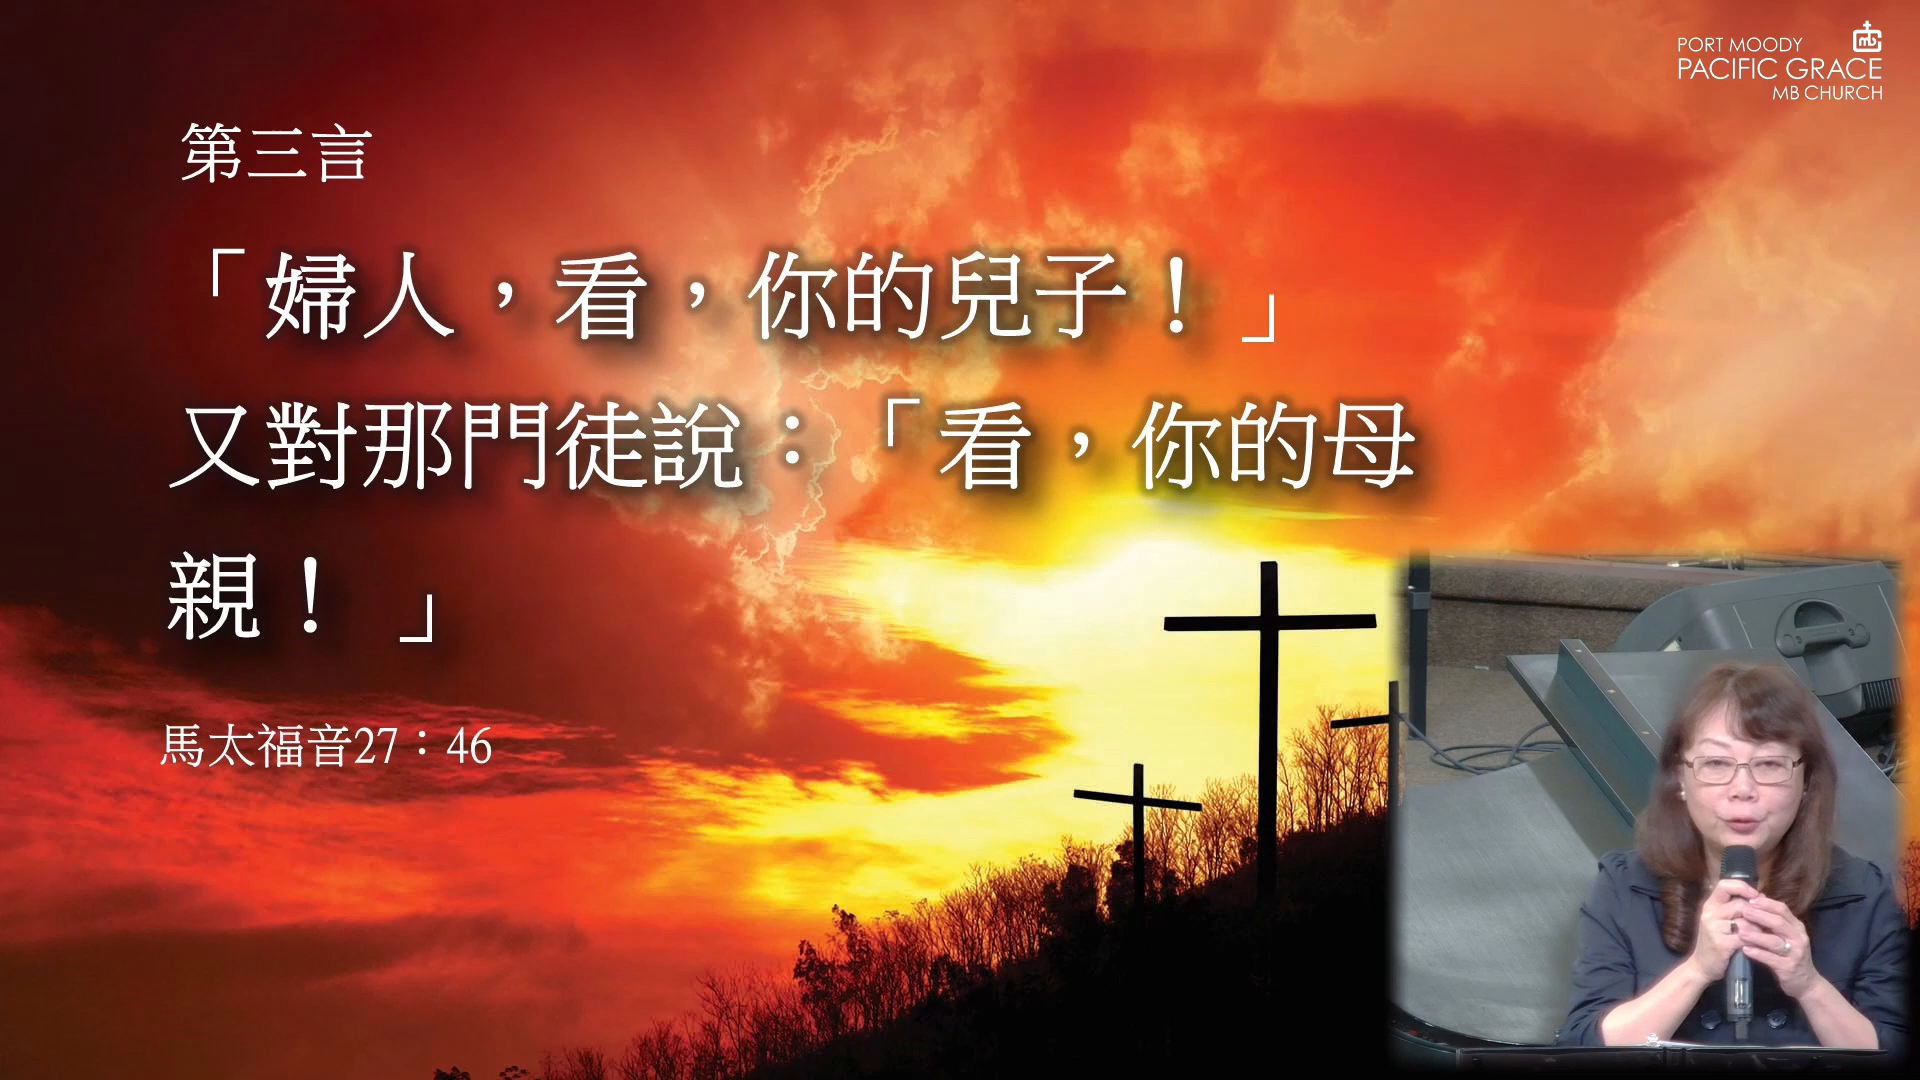 PORT MOODY
PACIFIC GRACE
MB CHURCH
第三言
「婦人，看，你的兒子！」
又對那門徒說：「看，你的母
親！」
馬太福音27：46